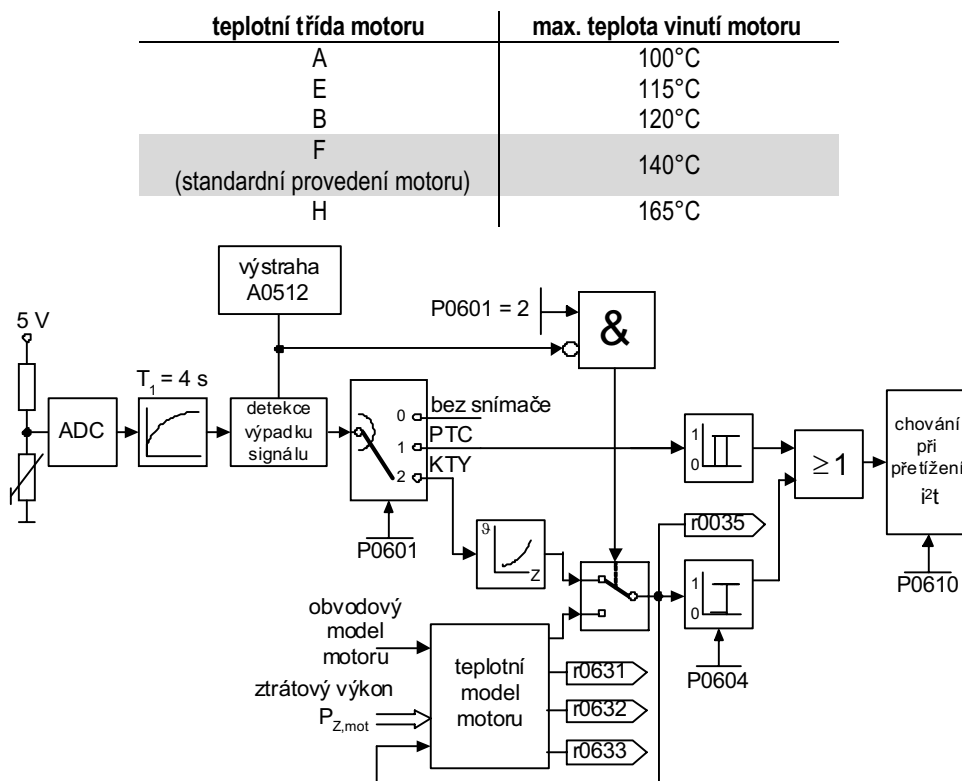 teplotní třída motoru max. teplota vinutí motoru
A 100°C
E 115°C
B 120°C
F
(standardní provedení motoru) 140°C
H 165°C
výstraha
A0512
P0601 = 2
&
5 V
T1 = 4 s
ADC
detekce
výpadku
signálu
0 bez snímače
1 PTC
2 KTY
P0601
1
0
≥1
chování
při
přetížení
i²t
P0610
r0035
ϑ
Z
1
0
P0604
obvodový
model
motoru
ztrátový výkon
PZ,mot
teplotní
model
motoru
r0631
r0632
r0633